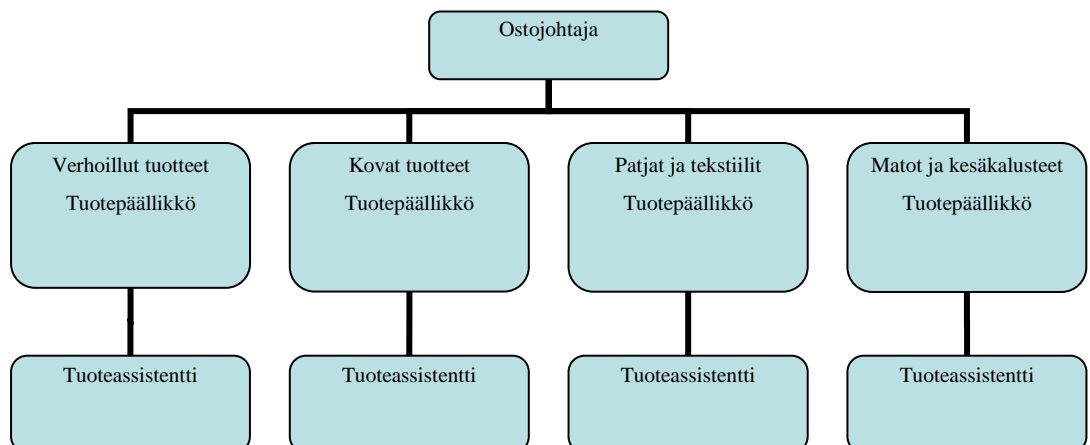 Ostojohtaja
Verhoillut tuotteet
Tuotepäällikkö
Kovat tuotteet
Tuotepäällikkö
Patjat ja tekstiilit
Tuotepäällikkö
Matot ja kesäkalusteet
Tuotepäällikkö
Tuoteassistentti
Tuoteassistentti
Tuoteassistentti
Tuoteassistentti